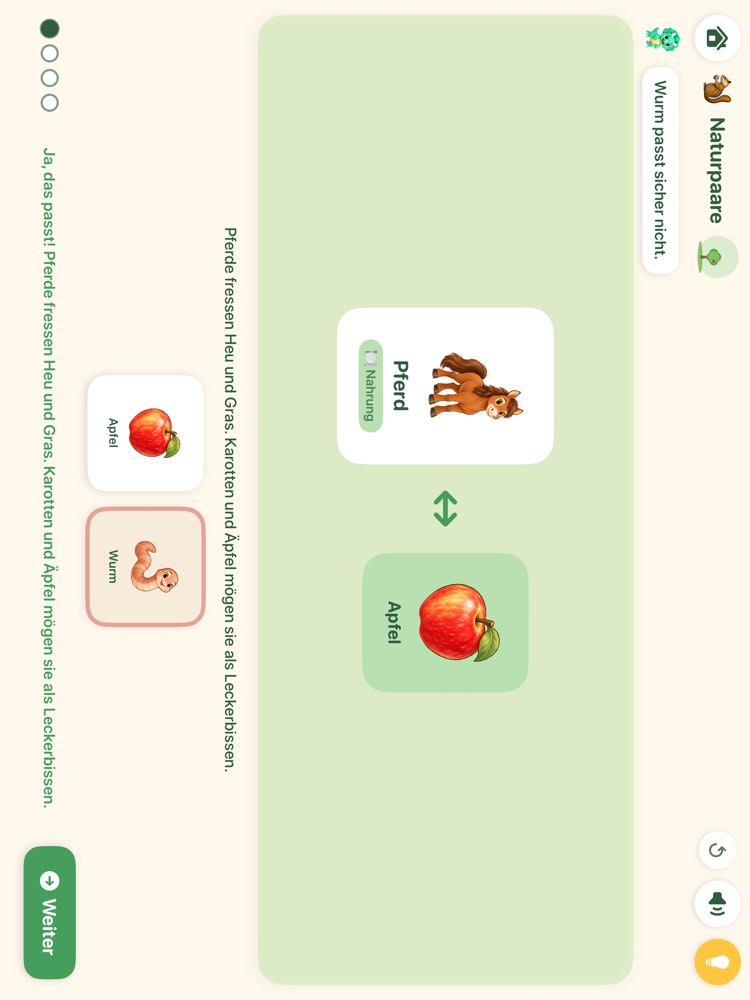 Naturpaare
Wurm passt sicher nicht.
Pferd
Nahrung
Apfel
Pferde fressen Heu und Gras. Karotten und Äpfel mögen sie als Leckerbissen.
Apfel
Wurm
Ja, das passt! Pferde fressen Heu und Gras. Karotten und Äpfel mögen sie als Leckerbissen.
Weiter